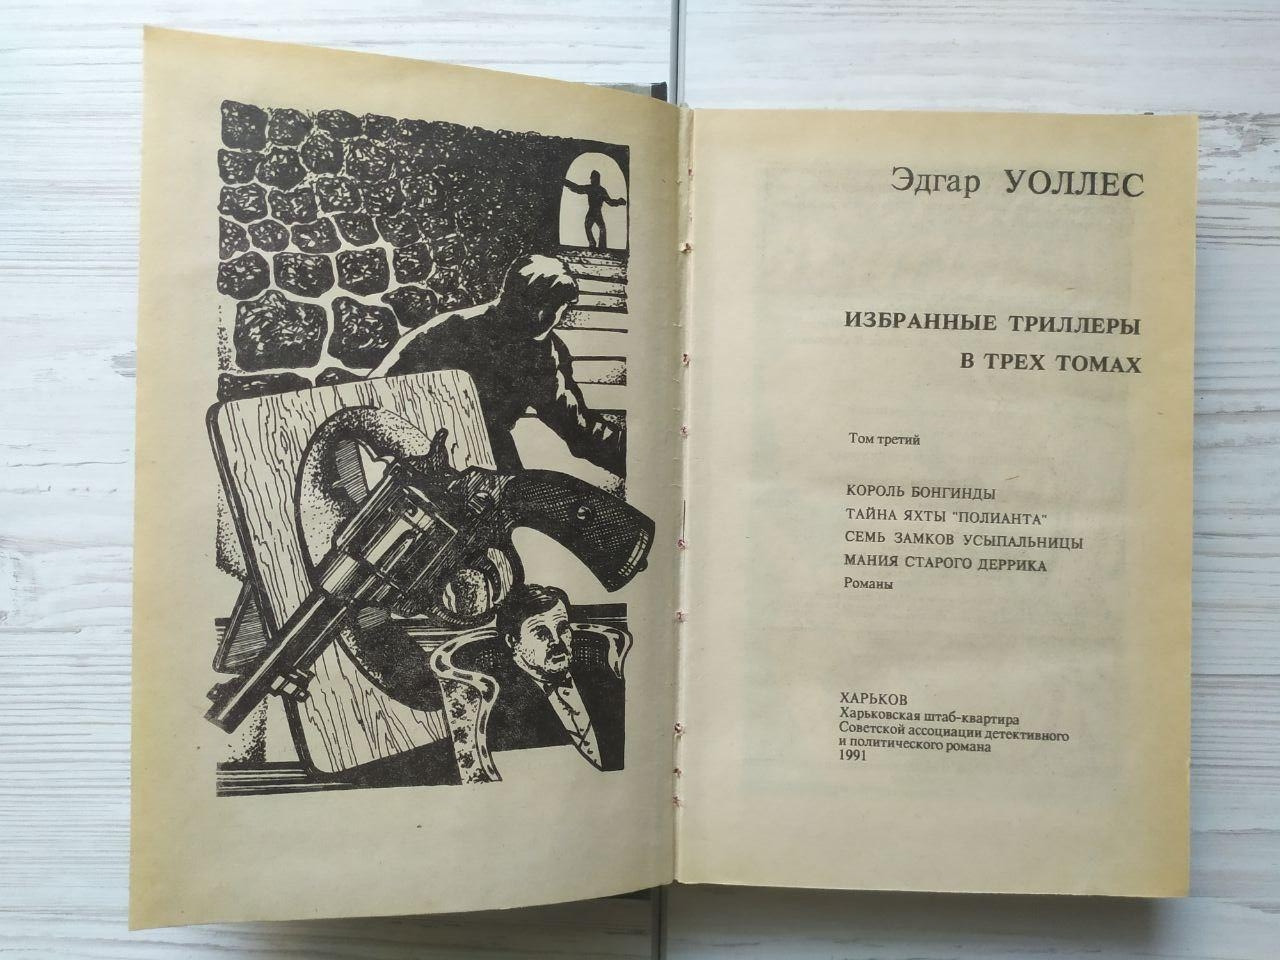 Эдгар УОЛЛЕС
ИЗБРАННЫЕ ТРИЛЛЕРЫ
В ТРЕХ ТОМАХ
Том третий
КОРОЛЬ БОНГИНДЫ
ТАЙНА ЯХТЫ "ПОЛИАНТА"
СЕМЬ ЗАМКОВ УСЫПАЛЬНИЦЫ
МАНИЯ СТАРОГО ДЕРРИКА
Романы
ХАРЬКОВ
Харьковская штаб-квартира
Советской ассоциации детективного
и политического романа
1991